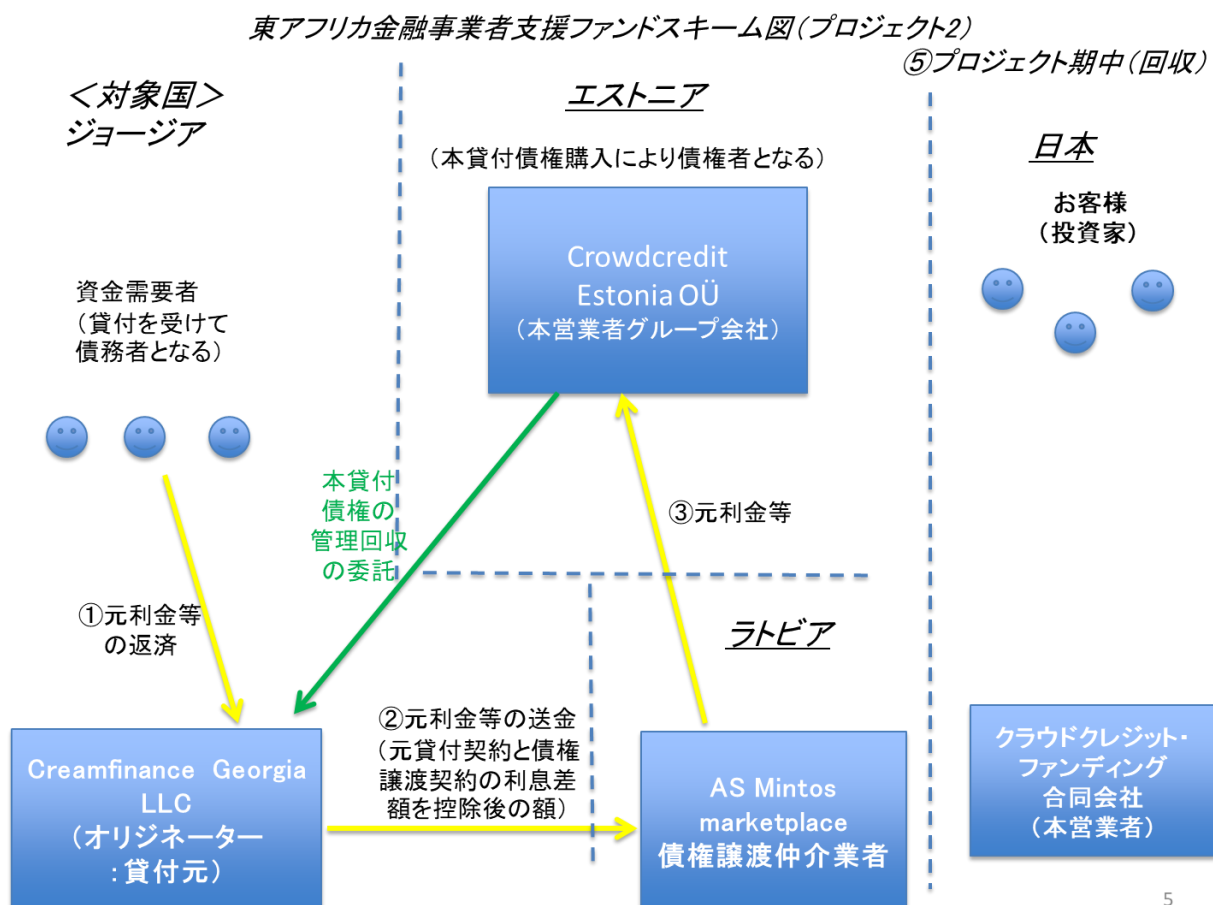 東アフリカ金融事業者支援ファンドスキーム図(プロジェクト2)
⑤プロジェクト期中(回収)
＜対象国＞
ジョージア
エストニア
(本貸付債権購入により債権者となる)
日本
お客様
(投資家)
Crowdcredit
Estonia OÜ
(本営業者グループ会社)
資金需要者
(貸付を受けて
債務者となる)
本貸付
債権の
管理回収
の委託
③元利金等
①元利金等
の返済
ラトビア
②元利金等の送金
(元貸付契約と債権
譲渡契約の利息差
額を控除後の額)
Creamfinance Georgia
LLC
(オリジネーター
:貸付元)
AS Mintos
marketplace
債権譲渡仲介業者
クラウドクレジット・
ファンディング
合同会社
(本営業者)
5